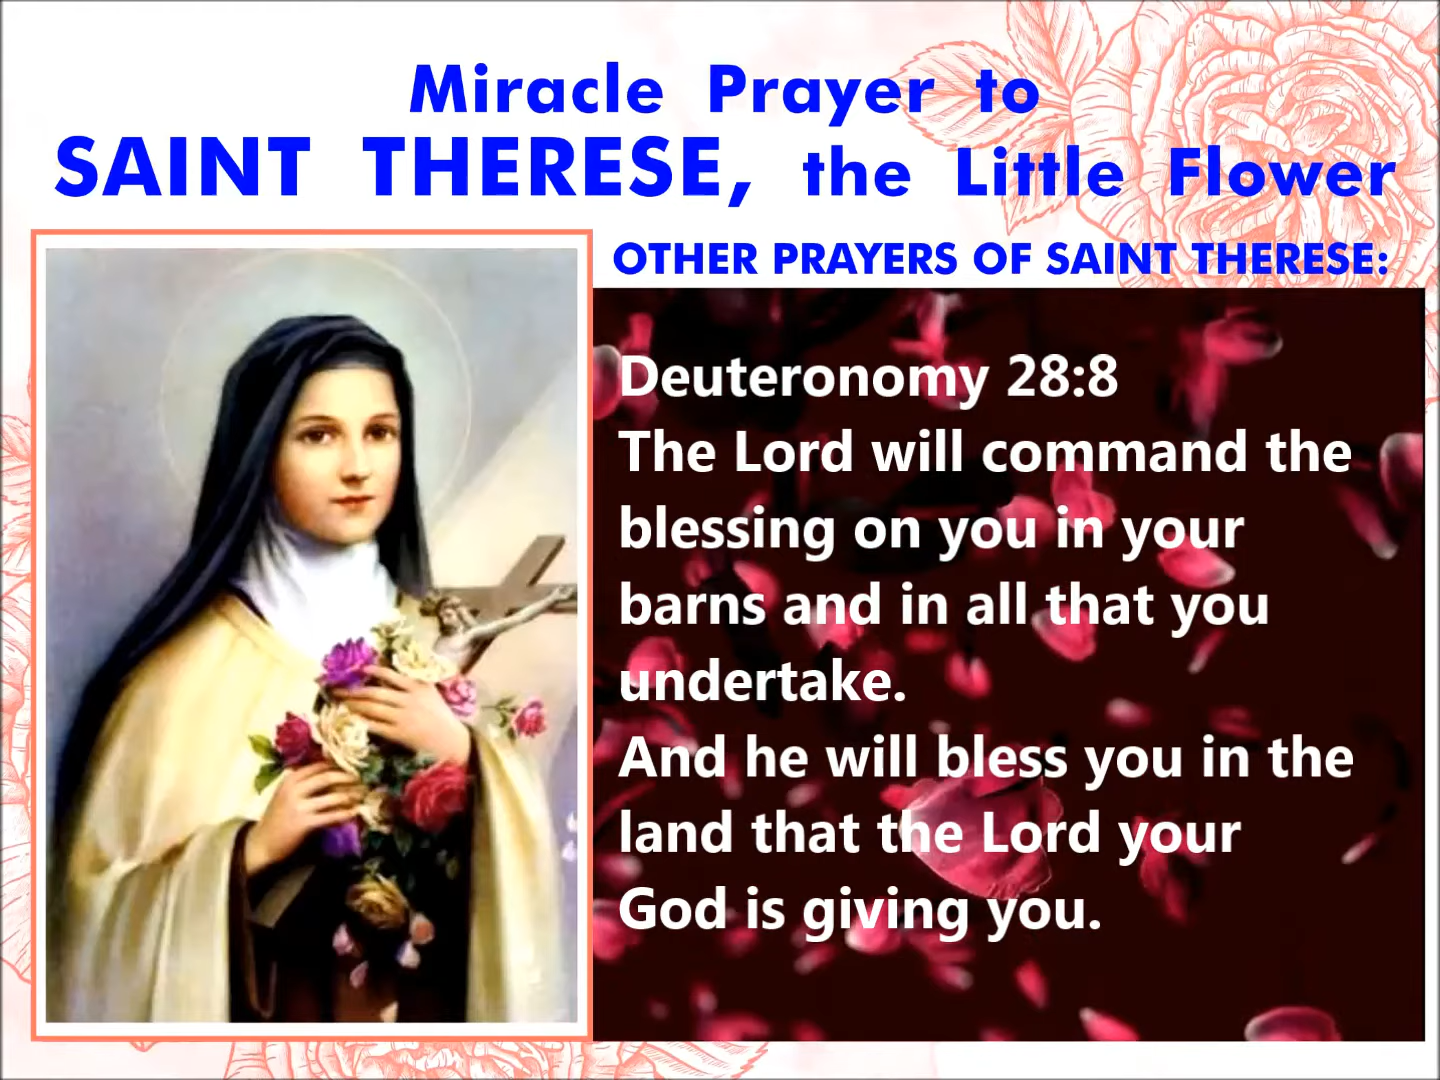 Miracle Prayer to
SAINT THERESE, the Little Flower
OTHER PRAYERS OF SAINT THERESE:
Deuteronomy 28:8
The Lord will command the
blessing on you in your
barns and in all that you
undertake.
And he will bless you in the
land that the Lord your
God is giving you.